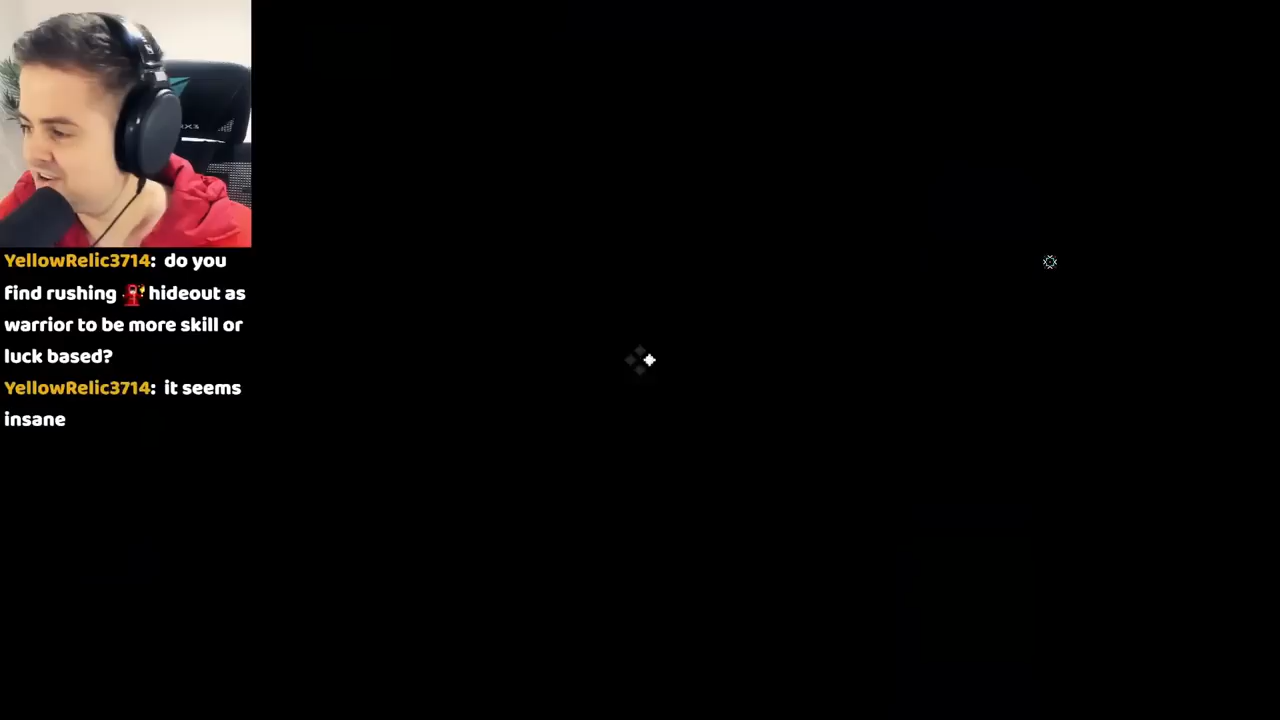 YellowRelic3714: do you
find rushing hideout as
warrior to be more skill or
luck based?
YellowRelic3714: it seems
insane